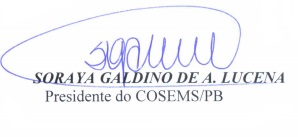 SORAYA GALDINO DE A. LUCENA
Presidente do COSEMS/PB